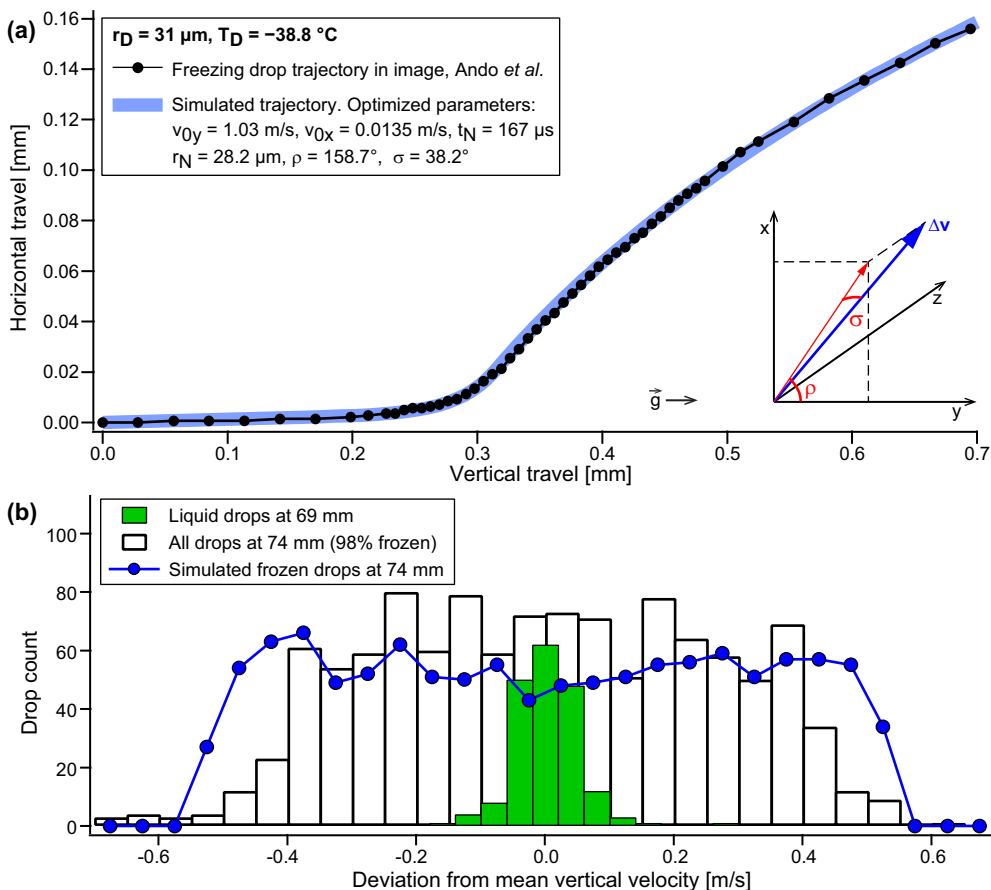 (a)
r_D = 31 µm, T_D = −38.8 °C
Freezing drop trajectory in image, Ando et al.
Simulated trajectory. Optimized parameters:
v_0y = 1.03 m/s, v_0x = 0.0135 m/s, t_N = 167 µs
r_N = 28.2 µm, ρ = 158.7°, σ = 38.2°
Horizontal travel [mm]
0.16
0.14
0.12
0.10
0.08
0.06
0.04
0.02
0.00
x
Δv
z
σ
ρ
y
g
0.0 0.1 0.2 0.3 0.4 0.5 0.6 0.7
Vertical travel [mm]
(b)
Liquid drops at 69 mm
All drops at 74 mm (98% frozen)
Simulated frozen drops at 74 mm
Drop count
100
80
60
40
20
0
-0.6 -0.4 -0.2 0.0 0.2 0.4 0.6
Deviation from mean vertical velocity [m/s]